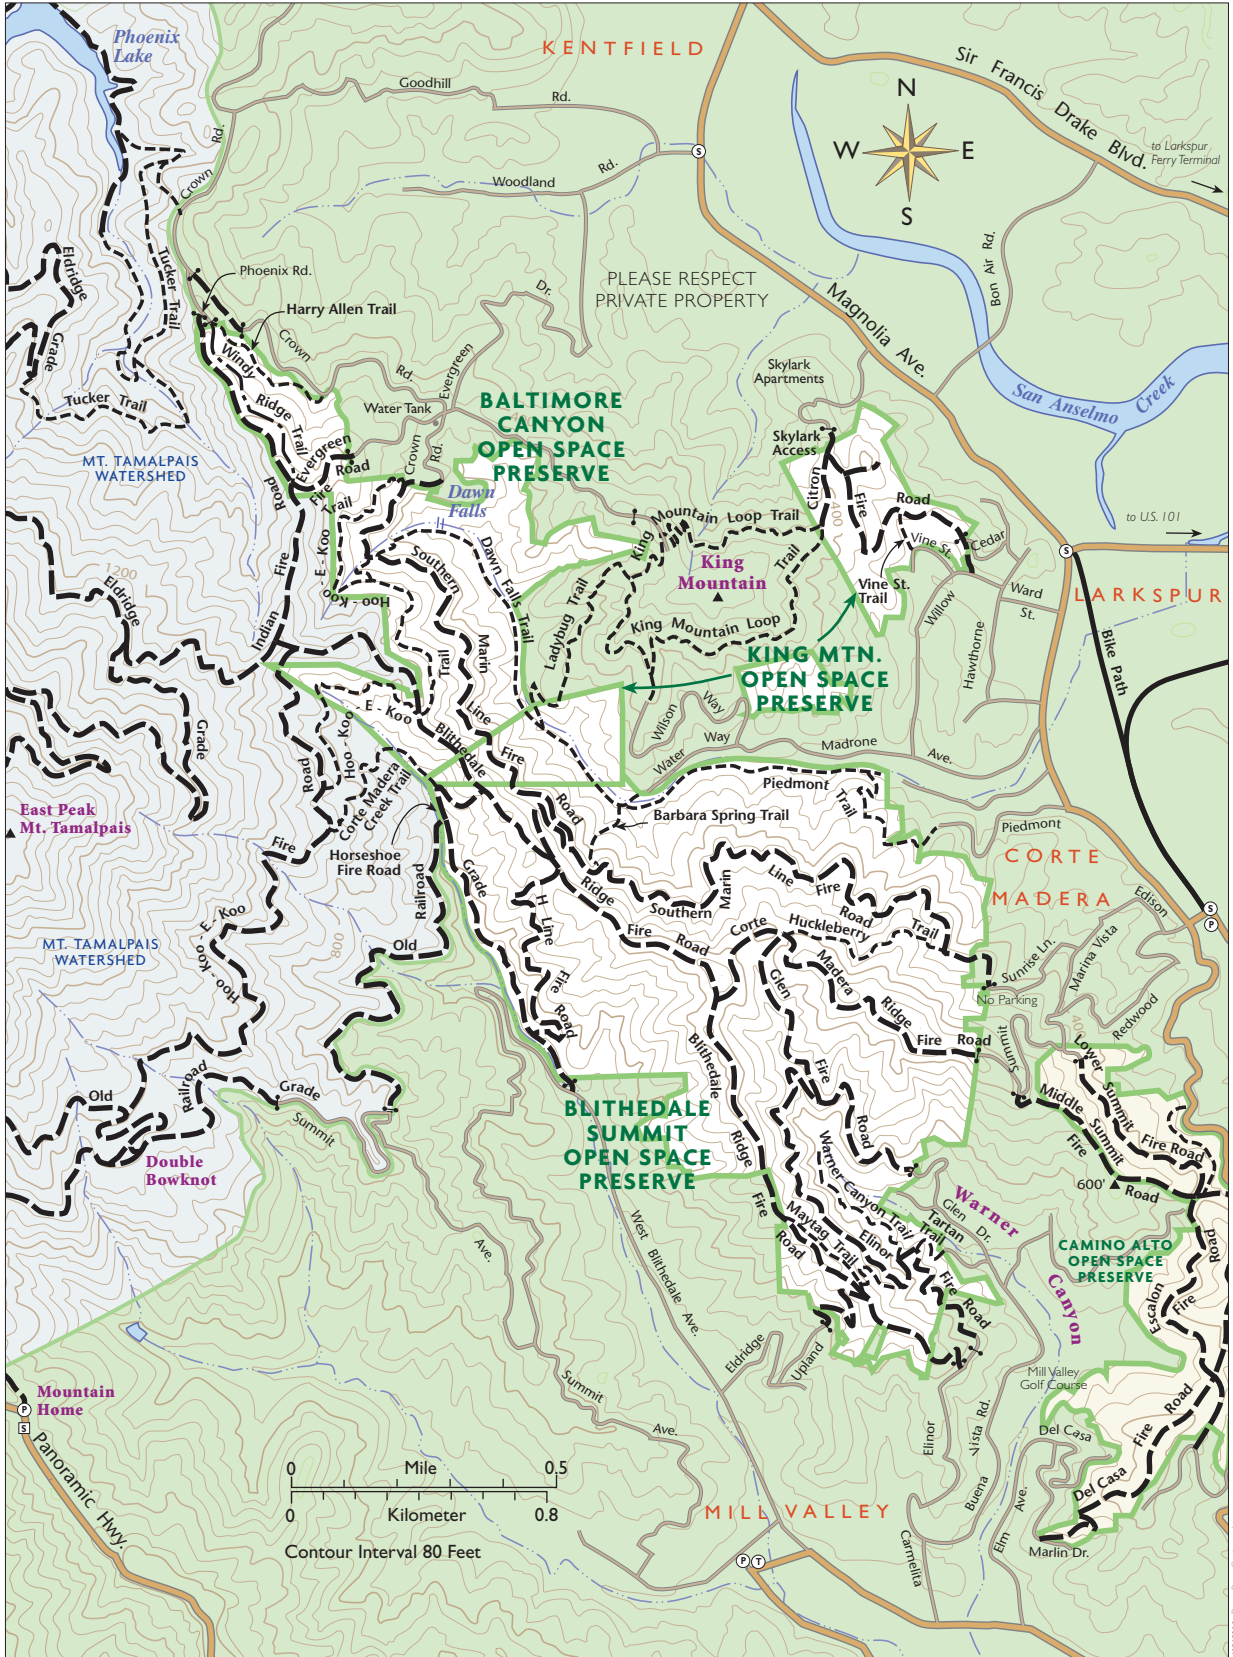 Phoenix
Lake
KENTFIELD
Sir Francis Drake Blvd.
to Larkspur
Ferry Terminal
Goodhill Rd.
N
W
E
S
Crown Rd.
Woodland Rd.
S
Bon Air Rd.
Eldridge Grade
Tucker Trail
Phoenix Rd.
Harry Allen Trail
PLEASE RESPECT
PRIVATE PROPERTY
Dr.
Magnolia Ave.
Windy Ridge Trail
Crown Rd.
Evergreen
Skylark
Apartments
San Anselmo Creek
Tucker Trail
Water Tank
BALTIMORE
CANYON
OPEN SPACE
PRESERVE
Skylark
Access
MT. TAMALPAIS
WATERSHED
Evergreen
Fire Road
Crown Rd.
Dawn
Falls
Citron Fire Road
400
Trail
to U.S. 101
King Mountain Loop Trail
Vine St.
Cedar
S
King
Mountain
Trail
Vine St.
Trail
Ward
St.
LARKSPUR
1200
Eldridge Grade
Indian Fire Road
Hoo - Koo - E - Koo
Trail
Southern Marin Line Fire Road
Dawn Falls Trail
Ladybug Trail
King Mountain Loop
Willow
Hawthorne
Bike Path
KING MTN.
OPEN SPACE
PRESERVE
Wilson Way
Water Way
Madrone Ave.
Hoo - Koo - E - Koo
Road
Blithedale
Corte Madera
Creek Trail
East Peak
Mt. Tamalpais
Piedmont Trail
Barbara Spring Trail
Piedmont
CORTE
MADERA
Horseshoe
Fire Road
Fire
Hoo - Koo - E - Koo
Railroad
Grade
H Line Fire Road
Ridge Fire Road
Southern Marin Line Fire Road
Corte Madera Ridge Fire Road
Huckleberry Trail
Edison
S
P
MT. TAMALPAIS
WATERSHED
800
Old
Glen Fire Road
Sunrise Ln.
Marina Vista
No Parking
400
Redwood
Summit
Blithedale Ridge Fire Road
Lower Summit Fire Road
Middle Summit Fire Road
600'
Old Railroad Grade
Summit Ave.
Double
Bowknot
BLITHEDALE
SUMMIT
OPEN SPACE
PRESERVE
Warner Canyon Trail
Tartan
Trail
Glen Dr.
Warner Canyon
Maytag Trail
Elinor Fire Road
CAMINO ALTO
OPEN SPACE
PRESERVE
Escalon Fire Road
West Blithedale Ave.
Eldridge
Upland
Mill Valley
Golf Course
Mountain
Home
P
S
Panoramic Hwy.
Summit Ave.
Elinor
Buena Vista Rd.
Del Casa
Del Casa Fire Road
Elm Ave.
Marlin Dr.
Carmelita
0 Mile 0.5
0 Kilometer 0.8
Contour Interval 80 Feet
MILL VALLEY
P
T